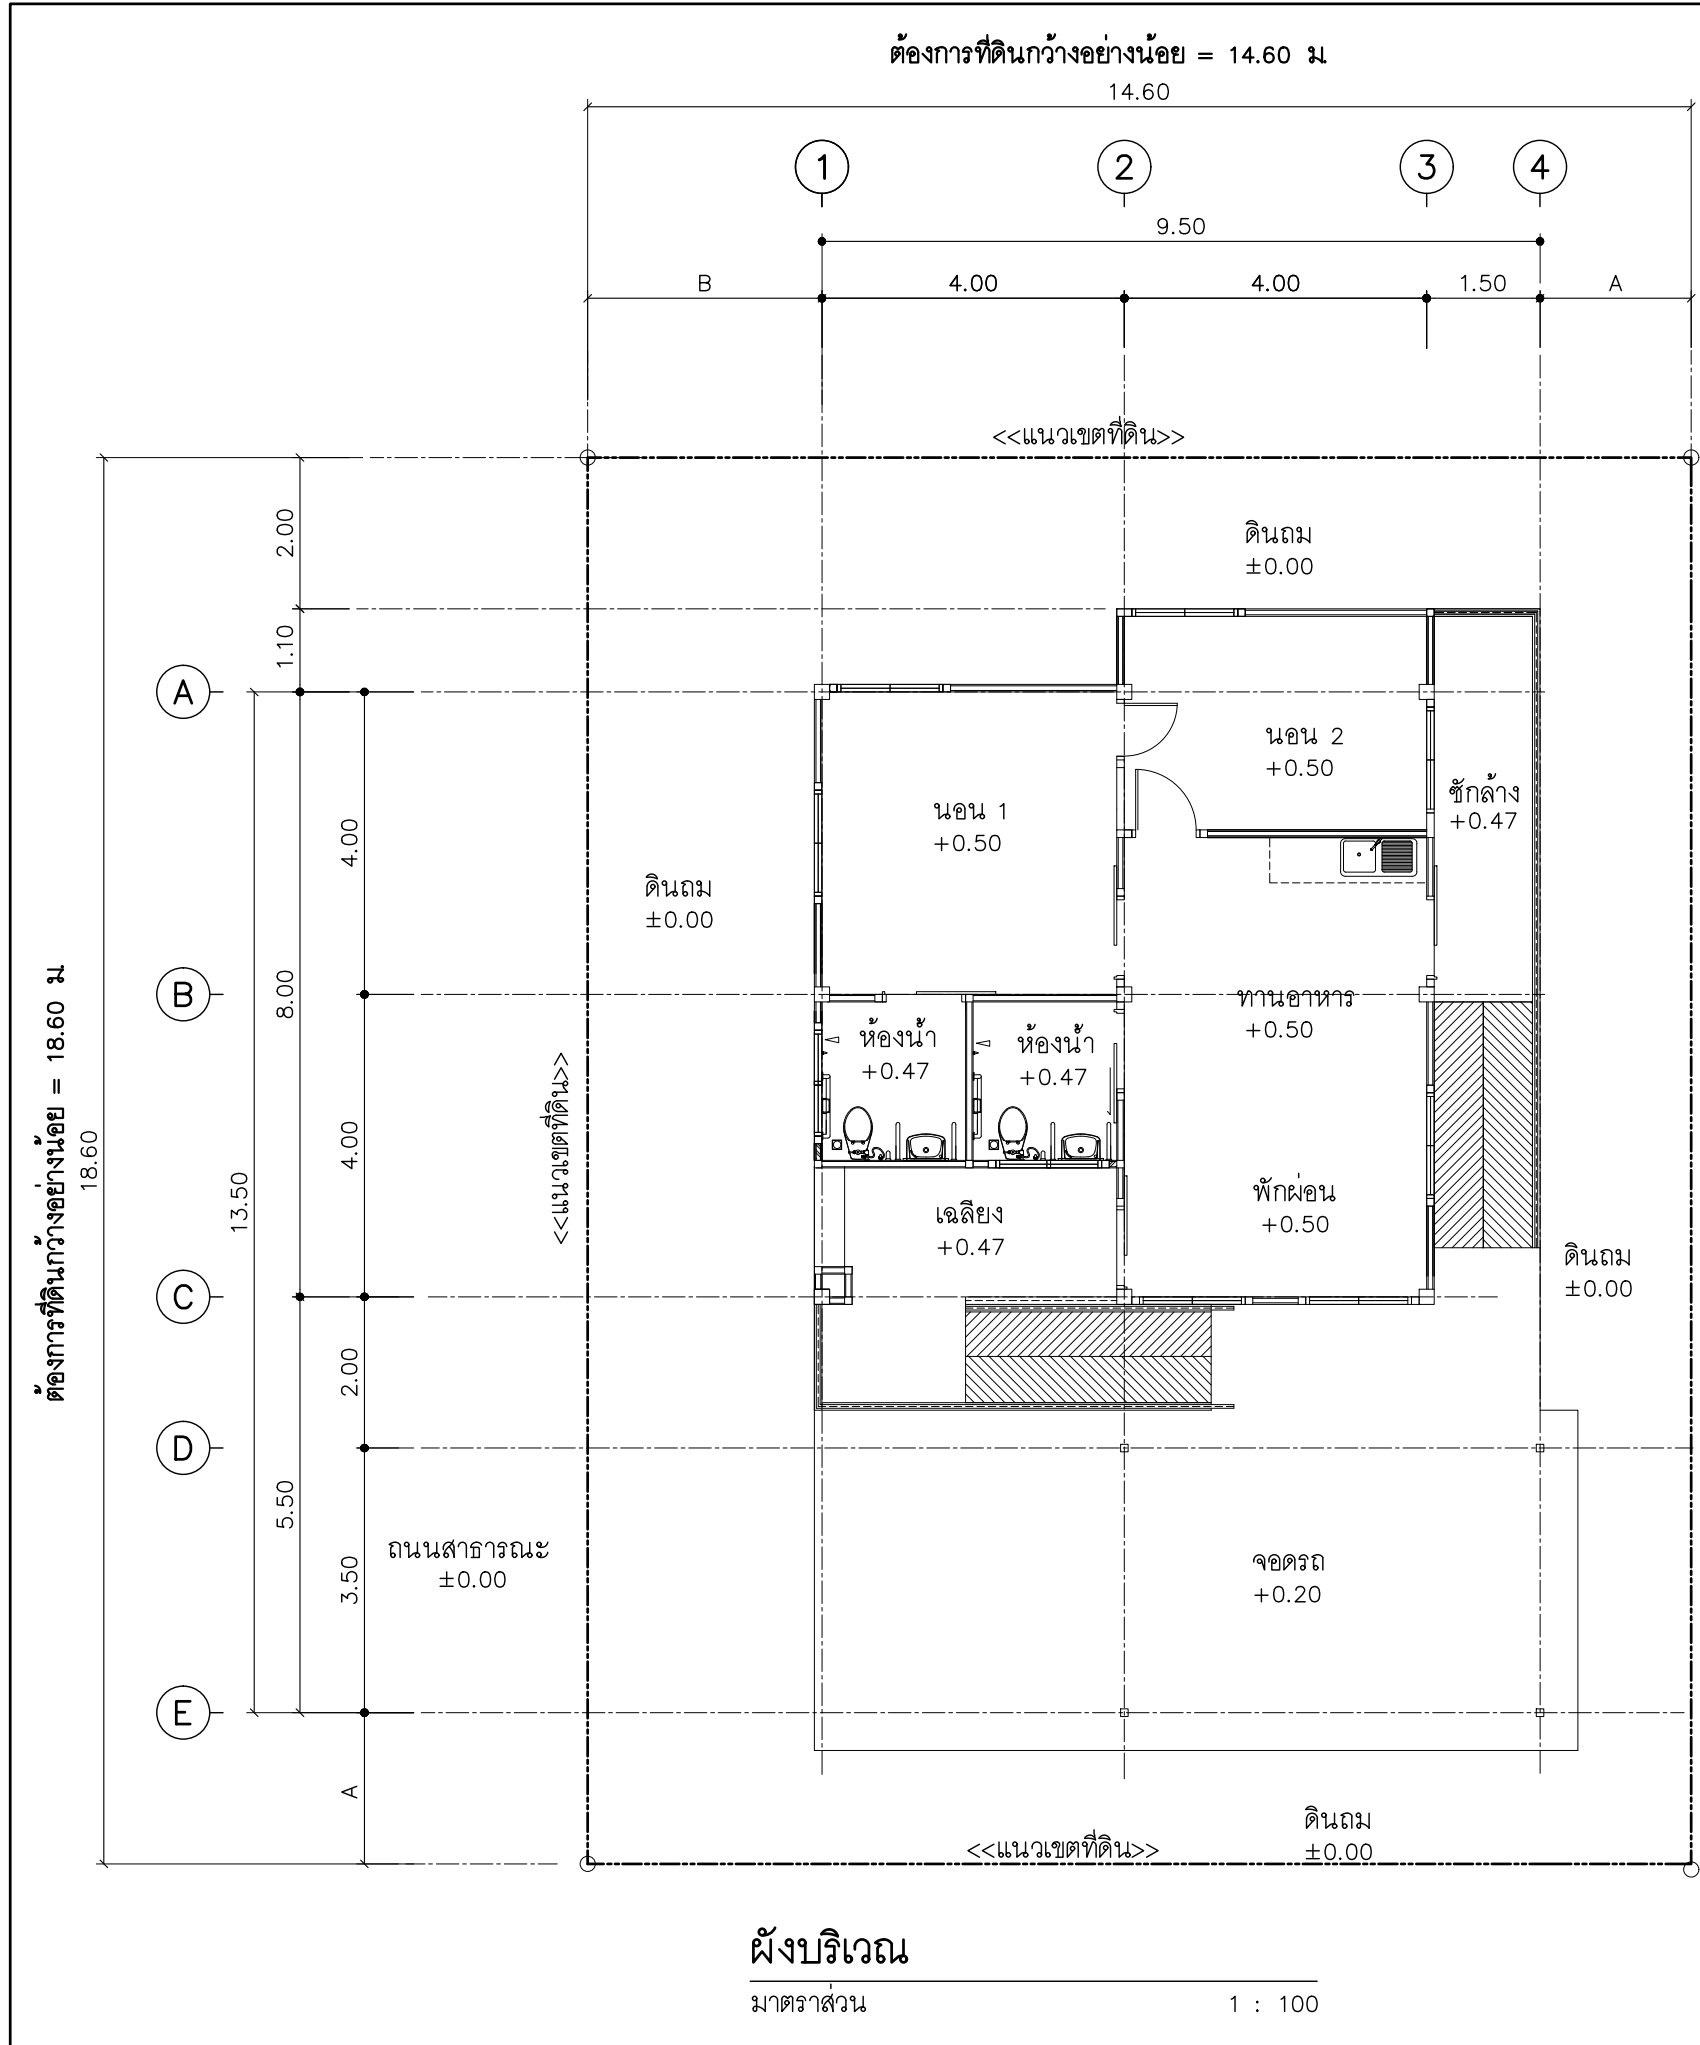 ต้องการที่ดินกว้างอย่างน้อย = 14.60 ม.
14.60
1
2
3
4
9.50
B
4.00
4.00
1.50
A
<<แนวเขตที่ดิน>>
2.00
ดินถม
±0.00
1.10
A
นอน 2
+0.50
ซักล้าง
+0.47
นอน 1
+0.50
4.00
ดินถม
±0.00
B
8.00
ทานอาหาร
+0.50
ห้องน้ำ
+0.47
ห้องน้ำ
+0.47
ต้องการที่ดินกว้างอย่างน้อย = 18.60 ม.
18.60
13.50
4.00
<<แนวเขตที่ดิน>>
พักผ่อน
+0.50
เฉลียง
+0.47
ดินถม
±0.00
C
2.00
D
5.50
3.50
ถนนสาธารณะ
±0.00
จอดรถ
+0.20
E
A
ดินถม
±0.00
<<แนวเขตที่ดิน>>
ผังบริเวณ
มาตราส่วน 1 : 100